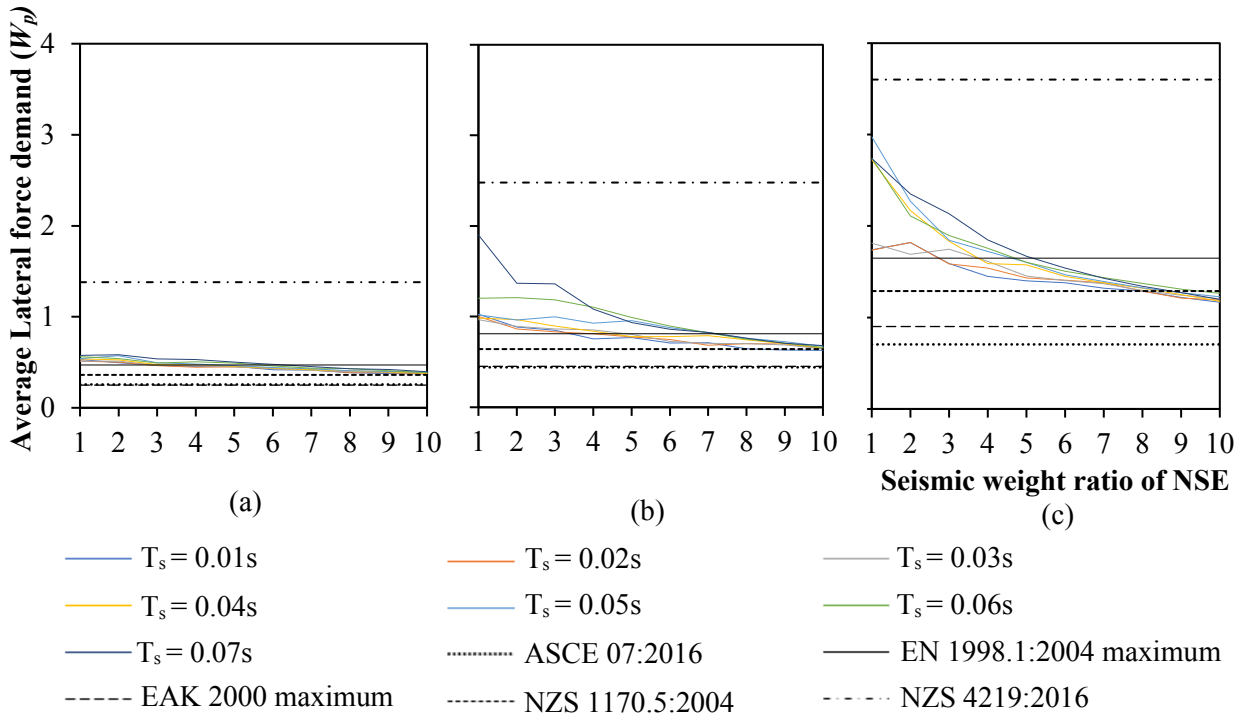 Average Lateral force demand (Wp)
4
3
2
1
0
1 2 3 4 5 6 7 8 9 10
1 2 3 4 5 6 7 8 9 10
1 2 3 4 5 6 7 8 9 10
Seismic weight ratio of NSE
(a)
(b)
(c)
Ts = 0.01s
Ts = 0.02s
Ts = 0.03s
Ts = 0.04s
Ts = 0.05s
Ts = 0.06s
Ts = 0.07s
ASCE 07:2016
EN 1998.1:2004 maximum
EAK 2000 maximum
NZS 1170.5:2004
NZS 4219:2016